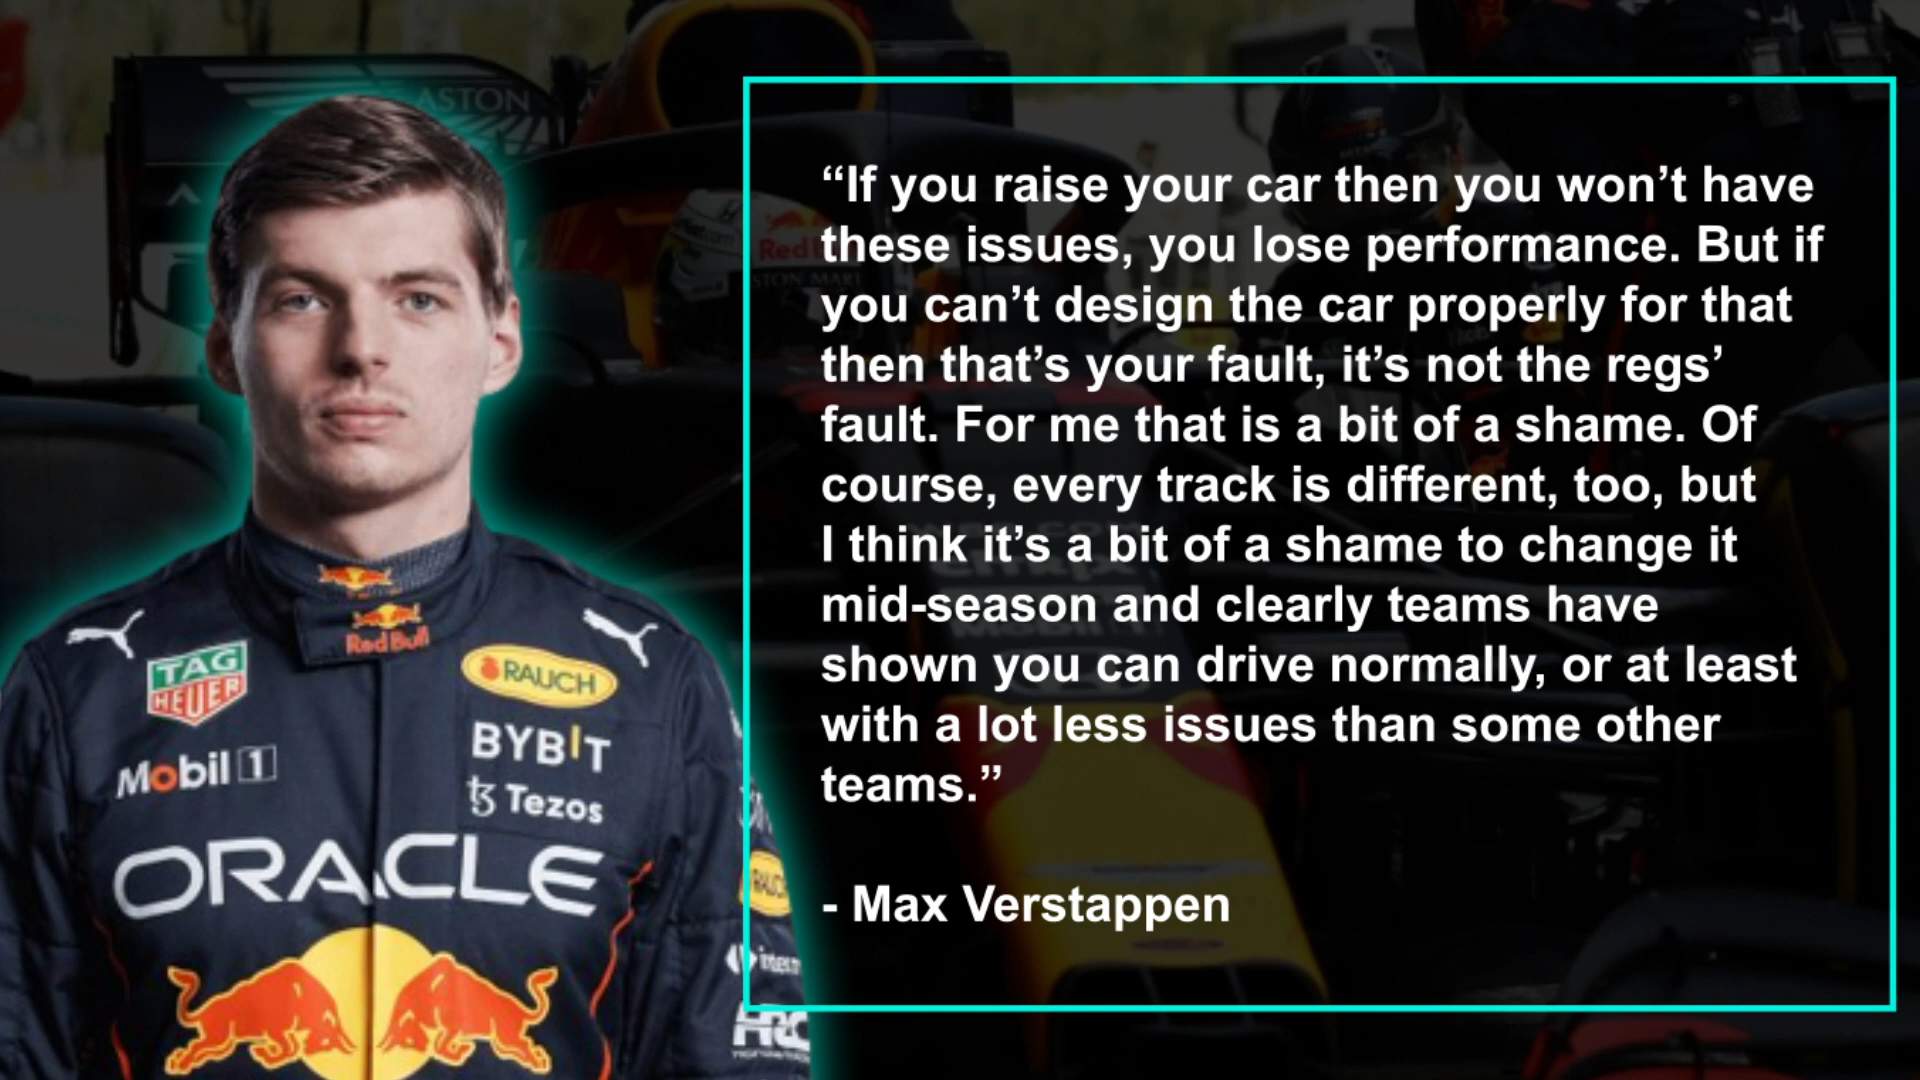 ASTON
“If you raise your car then you won’t have
these issues, you lose performance. But if
you can’t design the car properly for that
then that’s your fault, it’s not the regs’
fault. For me that is a bit of a shame. Of
course, every track is different, too, but
I think it’s a bit of a shame to change it
mid-season and clearly teams have
shown you can drive normally, or at least
with a lot less issues than some other
teams.”
- Max Verstappen
Red Bull
TAG
HEUER
RAUCH
Mobil 1
BYBIT
Tezos
ORACLE